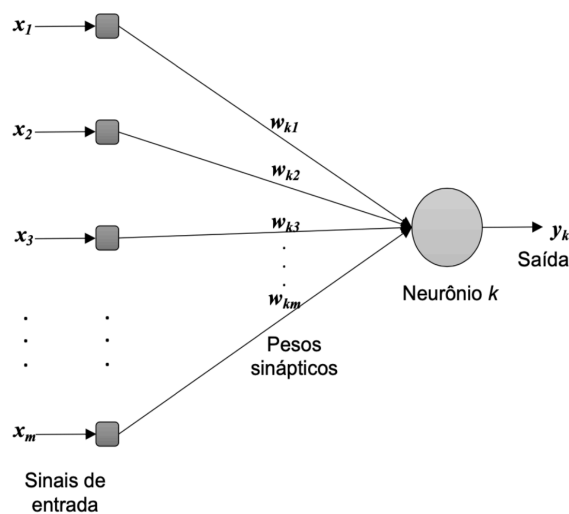 x1
wk1
x2
wk2
x3
wk3
yk
Saída
Neurônio k
wkm
Pesos
sinápticos
xm
Sinais de
entrada